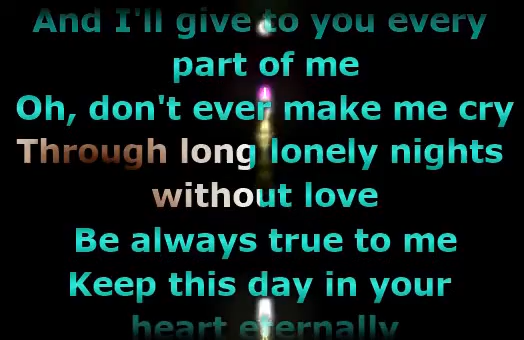 And I'll give to you every
part of me
Oh, don't ever make me cry
Through long lonely nights
without love
Be always true to me
Keep this day in your
heart eternally